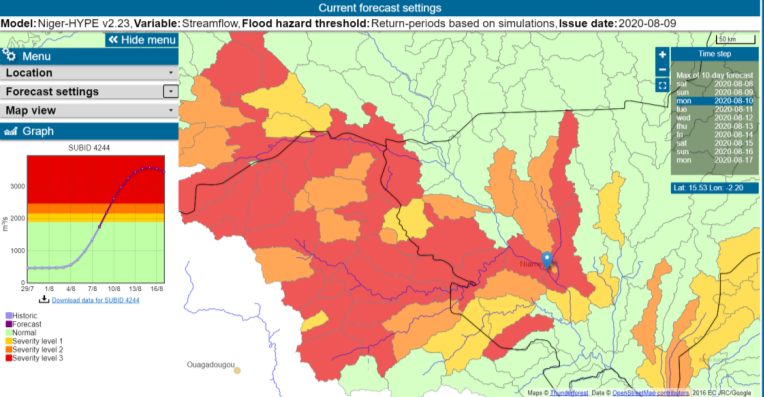 Current forecast settings
Model: Niger-HYPE v2.23, Variable: Streamflow, Flood hazard threshold: Return-periods based on simulations, Issue date: 2020-08-09
« Hide menu
Menu
Location
Forecast settings
Map view
Graph
SUBID 4244
m³/s
3000
2000
1000
0
29/7 1/8 4/8 7/8 10/8 13/8 16/8
Download data for SUBID 4244
Historic
Forecast
Normal
Severity level 1
Severity level 2
Severity level 3
50 km
+
−
Time step
Max of 10-day forecast
sat 2020-08-08
sun 2020-08-09
mon 2020-08-10
tue 2020-08-11
wed 2020-08-12
thu 2020-08-13
fri 2020-08-14
sat 2020-08-15
sun 2020-08-16
mon 2020-08-17
Lat: 15.53 Lon: -2.20
Ouagadougou
Maps © Thunderforest, Data © OpenStreetMap contributors, 2016 EC JRC/Google